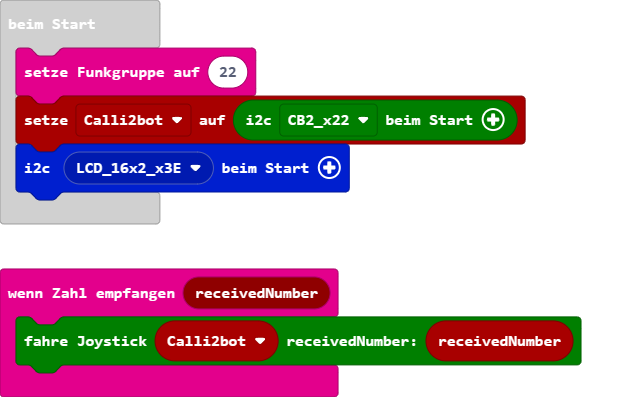 beim Start
setze Funkgruppe auf 22
setze Calli2bot auf i2c CB2_x22 beim Start
i2c LCD_16x2_x3E beim Start
wenn Zahl empfangen receivedNumber
fahre Joystick Calli2bot receivedNumber: receivedNumber